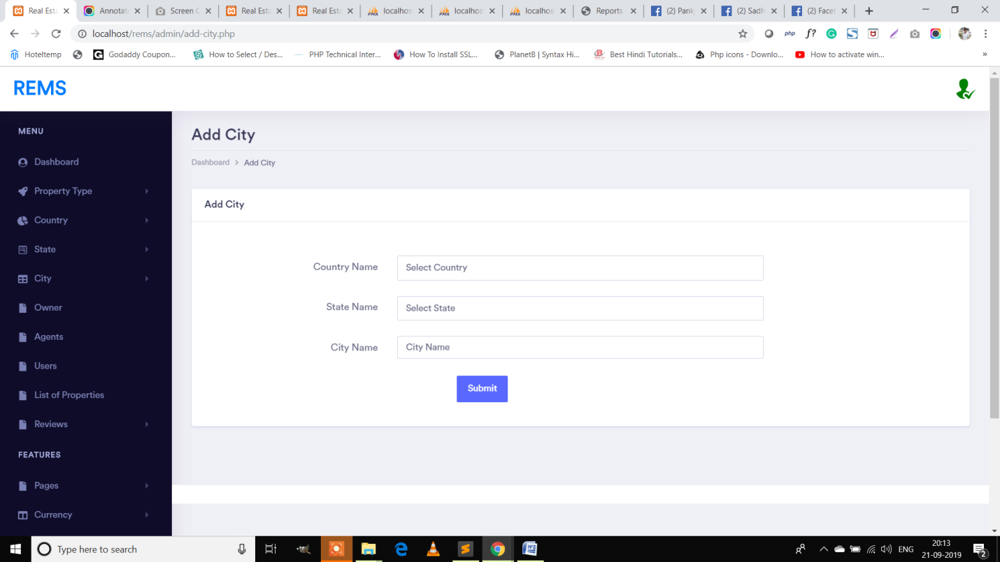 Real Esta
Annotat
Screen C
Real Esta
Real Esta
localhos
localhos
localhos
Reports
(2) Pank
(2) Sadh
(2) Facel
localhost/rems/admin/add-city.php
php
f?
Hoteltemp
Godaddy Coupon...
How to Select / Des...
PHP Technical Inter...
How To Install SSL...
PlanetB | Syntax Hi...
Best Hindi Tutorials...
Php icons - Downlo...
How to activate win...
»
REMS
MENU
Dashboard
Property Type
Country
State
City
Owner
Agents
Users
List of Properties
Reviews
FEATURES
Pages
Currency
Add City
Dashboard > Add City
Add City
Country Name
Select Country
State Name
Select State
City Name
City Name
Submit
Type here to search
ENG
20:13
21-09-2019
2